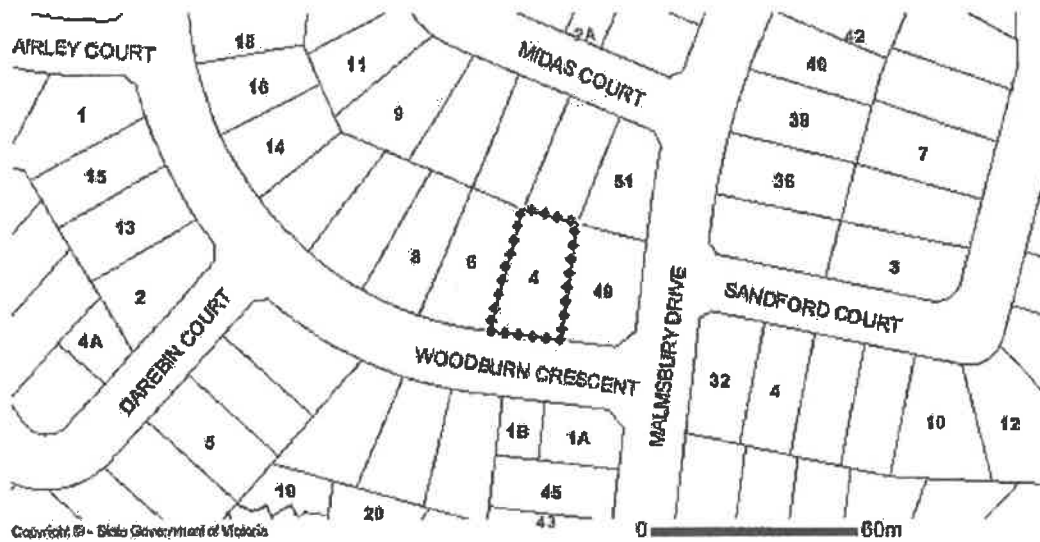 AIRLEY COURT
MIDAS COURT
MALMSBURY DRIVE
SANDFORD COURT
WOODBURN CRESCENT
DAREBIN COURT
18
16
14
11
9
2A
42
40
38
36
7
3
51
49
1
15
13
2
4A
8
6
4
5
19
20
1B
1A
45
43
32
4
10
12
Copyright © - State Government of Victoria
0 60m